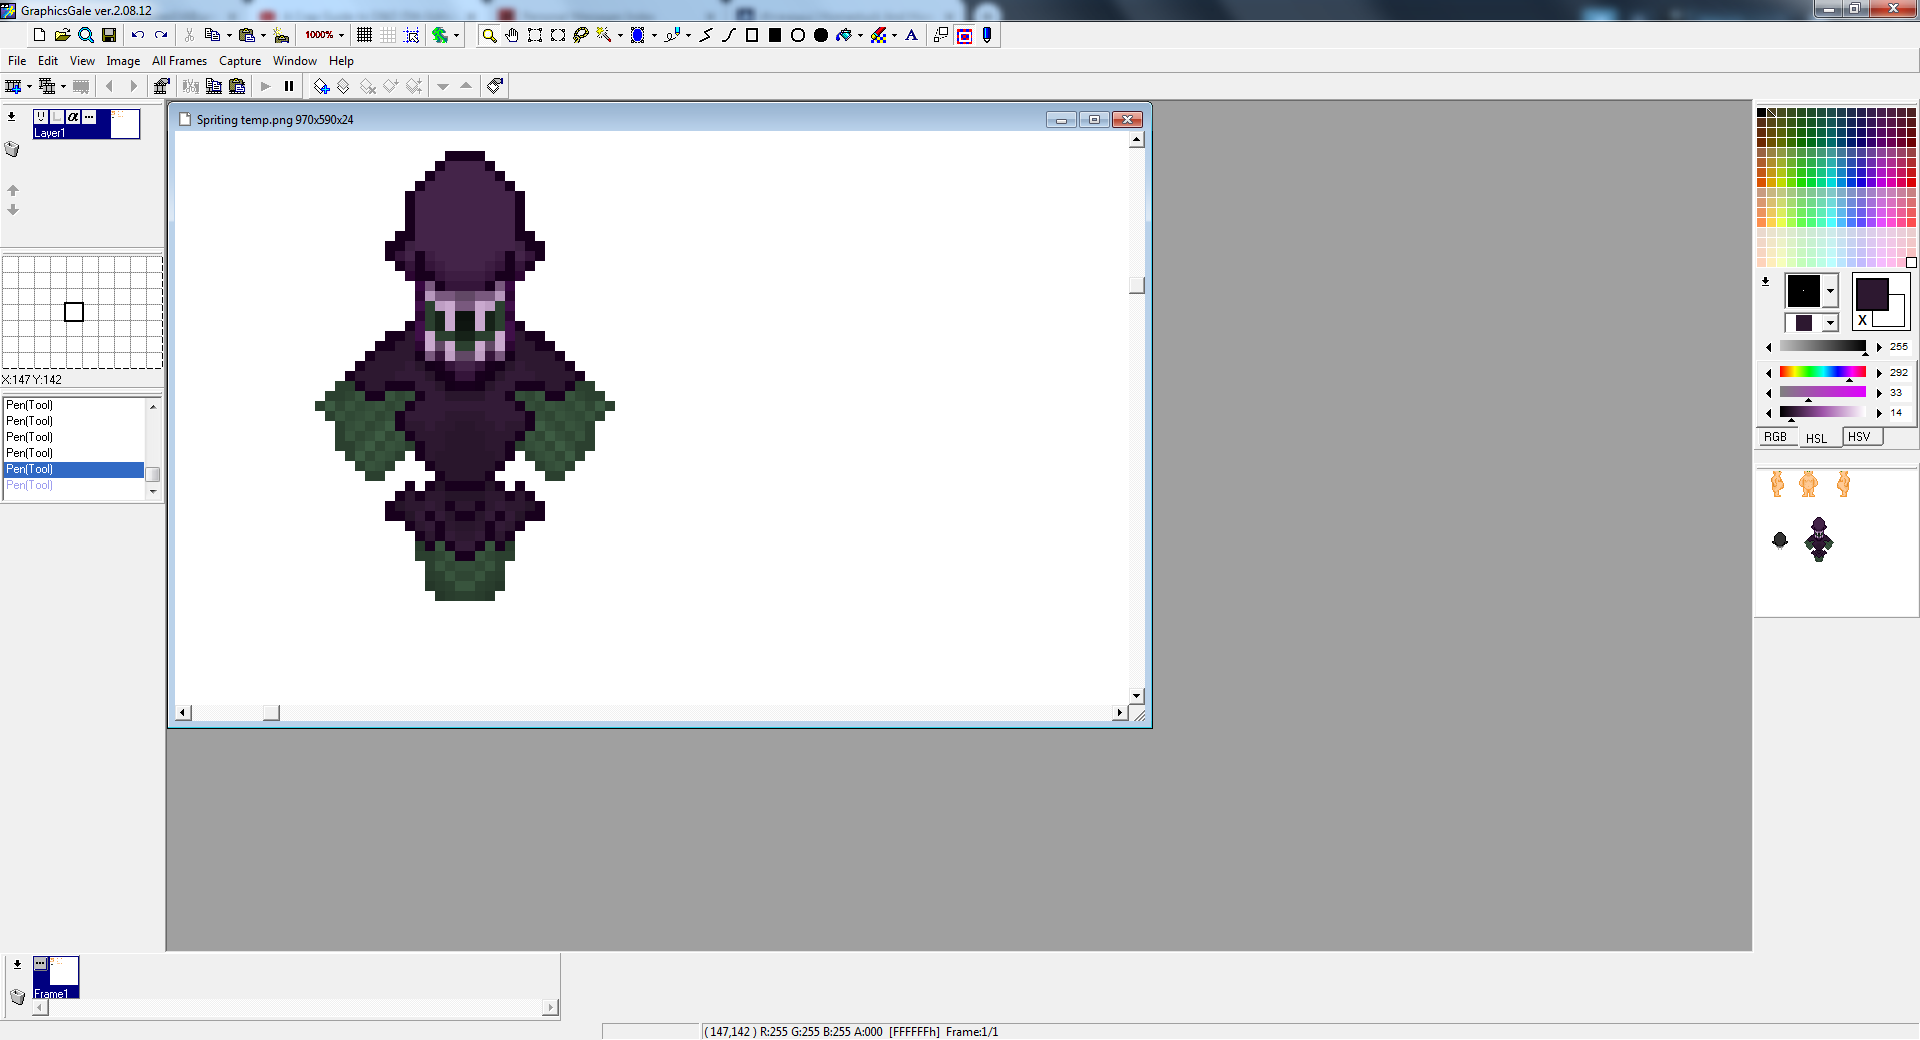 GraphicsGale ver.2.08.12
1000%
A
File Edit View Image All Frames Capture Window Help
α
Layer1
Spriting temp.png 970x590x24
X:147 Y:142
Pen(Tool)
Pen(Tool)
Pen(Tool)
Pen(Tool)
Pen(Tool)
Pen(Tool)
X
255
292
33
14
RGB HSL HSV
Frame1
( 147,142 ) R:255 G:255 B:255 A:000 [FFFFFFh] Frame:1/1